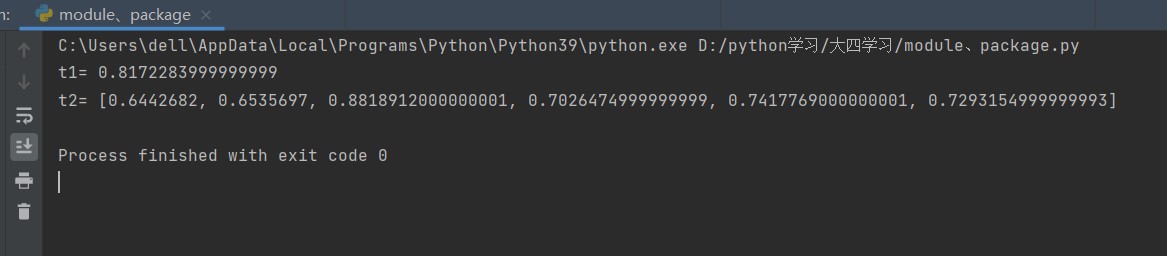 n:
module、package
C:\Users\dell\AppData\Local\Programs\Python\Python39\python.exe D:/python学习/大四学习/module、package.py
t1= 0.8172283999999999
t2= [0.6442682, 0.6535697, 0.8818912000000001, 0.7026474999999999, 0.7417769000000001, 0.7293154999999993]
Process finished with exit code 0